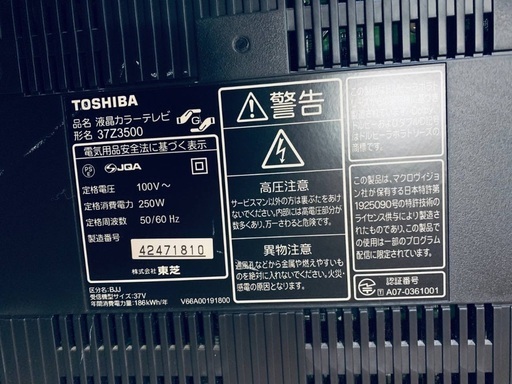 TOSHIBA
品名 液晶カラーテレビ
形名 37Z3500
電気用品安全法に基づく表示
PS
E
JQA
定格電圧 100V～
定格消費電力 250W
定格周波数 50/60 Hz
製造番号
42471810
株式会社 東芝
区分名:BJJ
受信機型サイズ:37V
年間消費電力量:186kWh/年
V66A00191800
警告
高圧注意
サービスマン以外の方は裏ぶたをあけ
ないでください。内部には高電圧部分が
数多くあり、万一さわると危険です。
異物注意
通風孔などから金属や燃えやすいもの
を絶対に入れないでください。火災・
感電の原因になります。
の商標です。
この製品は、マクロヴィジョン
社が保有する日本特許第
1925090号の特許技術の
ライセンス供与により製造さ
れたものであり、この製品で
の使用は一部のプログラム
配信に限定されています。
認証番号
A07-0361001